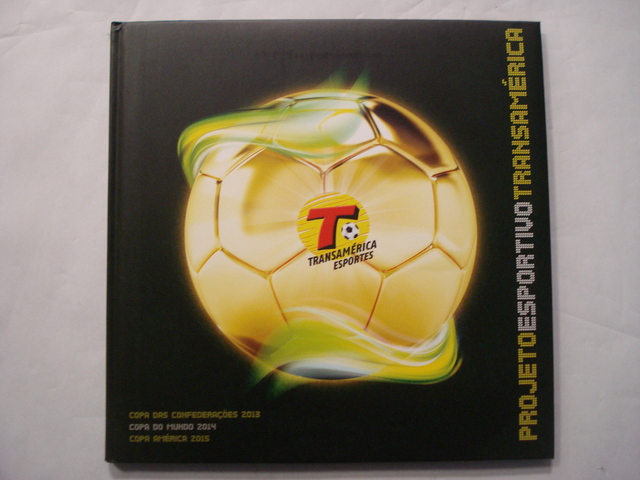 PROJETOESPORTIVOTRANSAMÉRICA
T
TRANSAMÉRICA
ESPORTES
COPA DAS CONFEDERAÇÕES 2013
COPA DO MUNDO 2014
COPA AMÉRICA 2015